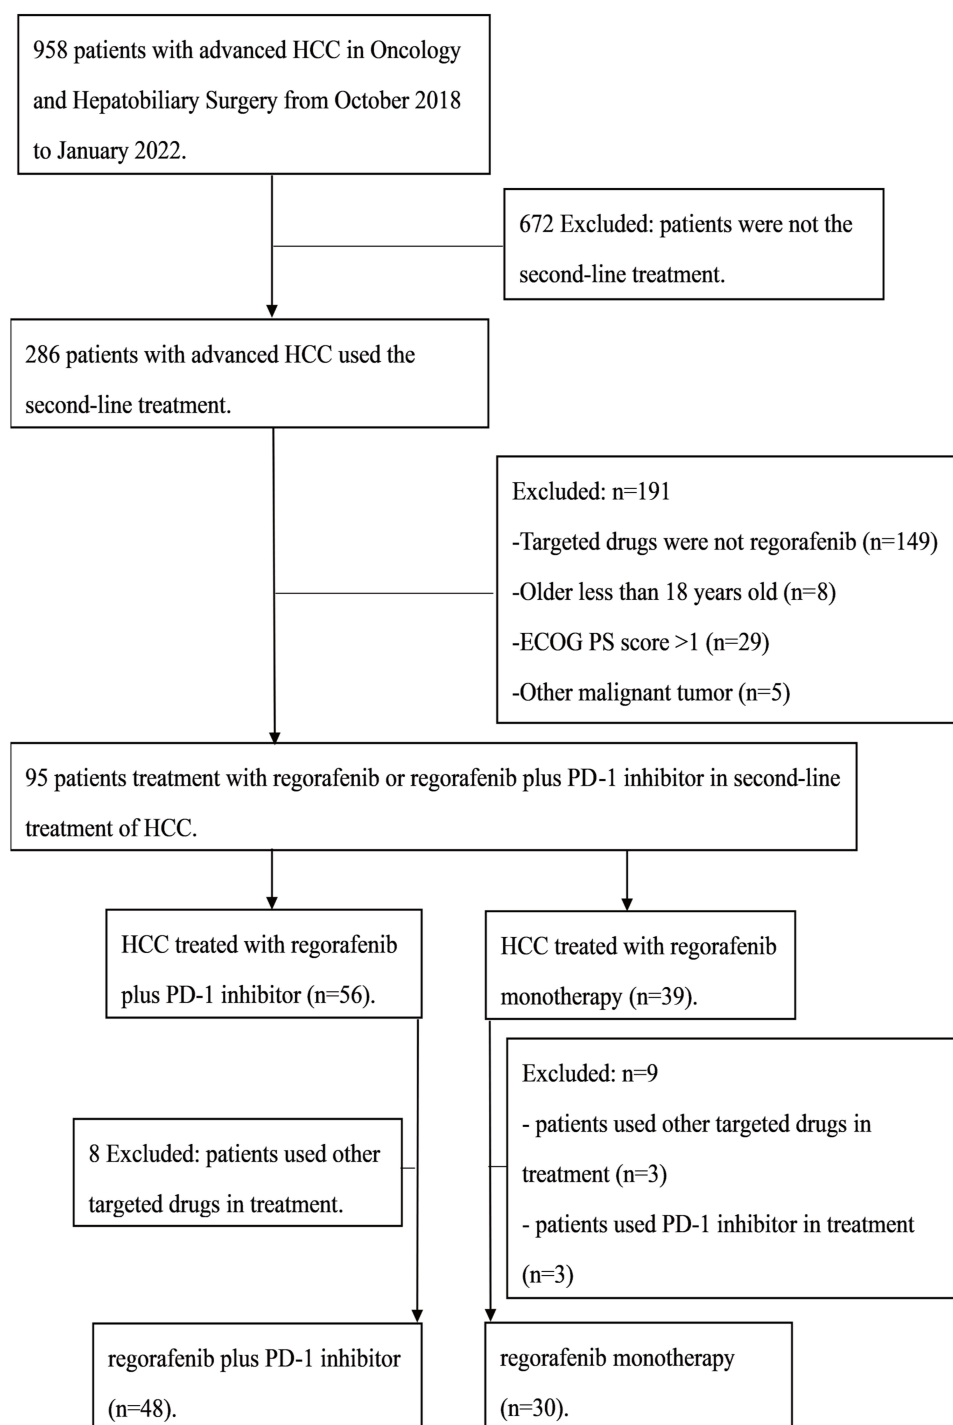 958 patients with advanced HCC in Oncology
and Hepatobiliary Surgery from October 2018
to January 2022.
672 Excluded: patients were not the
second-line treatment.
286 patients with advanced HCC used the
second-line treatment.
Excluded: n=191
-Targeted drugs were not regorafenib (n=149)
-Older less than 18 years old (n=8)
-ECOG PS score >1 (n=29)
-Other malignant tumor (n=5)
95 patients treatment with regorafenib or regorafenib plus PD-1 inhibitor in second-line
treatment of HCC.
HCC treated with regorafenib
plus PD-1 inhibitor (n=56).
HCC treated with regorafenib
monotherapy (n=39).
8 Excluded: patients used other
targeted drugs in treatment.
Excluded: n=9
- patients used other targeted drugs in
treatment (n=3)
- patients used PD-1 inhibitor in treatment
(n=3)
regorafenib plus PD-1 inhibitor
(n=48).
regorafenib monotherapy
(n=30).